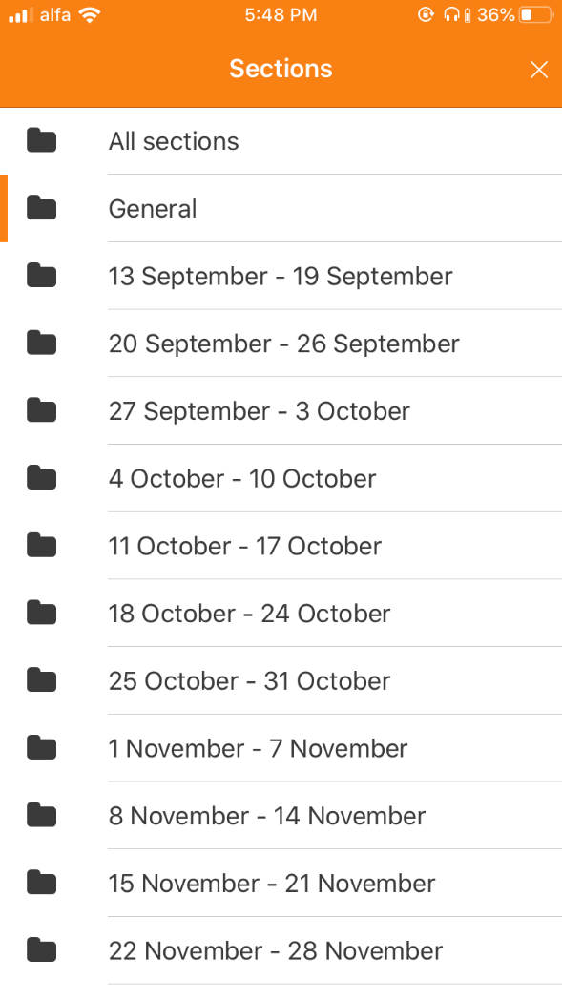 alfa 5:48 PM 36%
Sections
All sections
General
13 September - 19 September
20 September - 26 September
27 September - 3 October
4 October - 10 October
11 October - 17 October
18 October - 24 October
25 October - 31 October
1 November - 7 November
8 November - 14 November
15 November - 21 November
22 November - 28 November